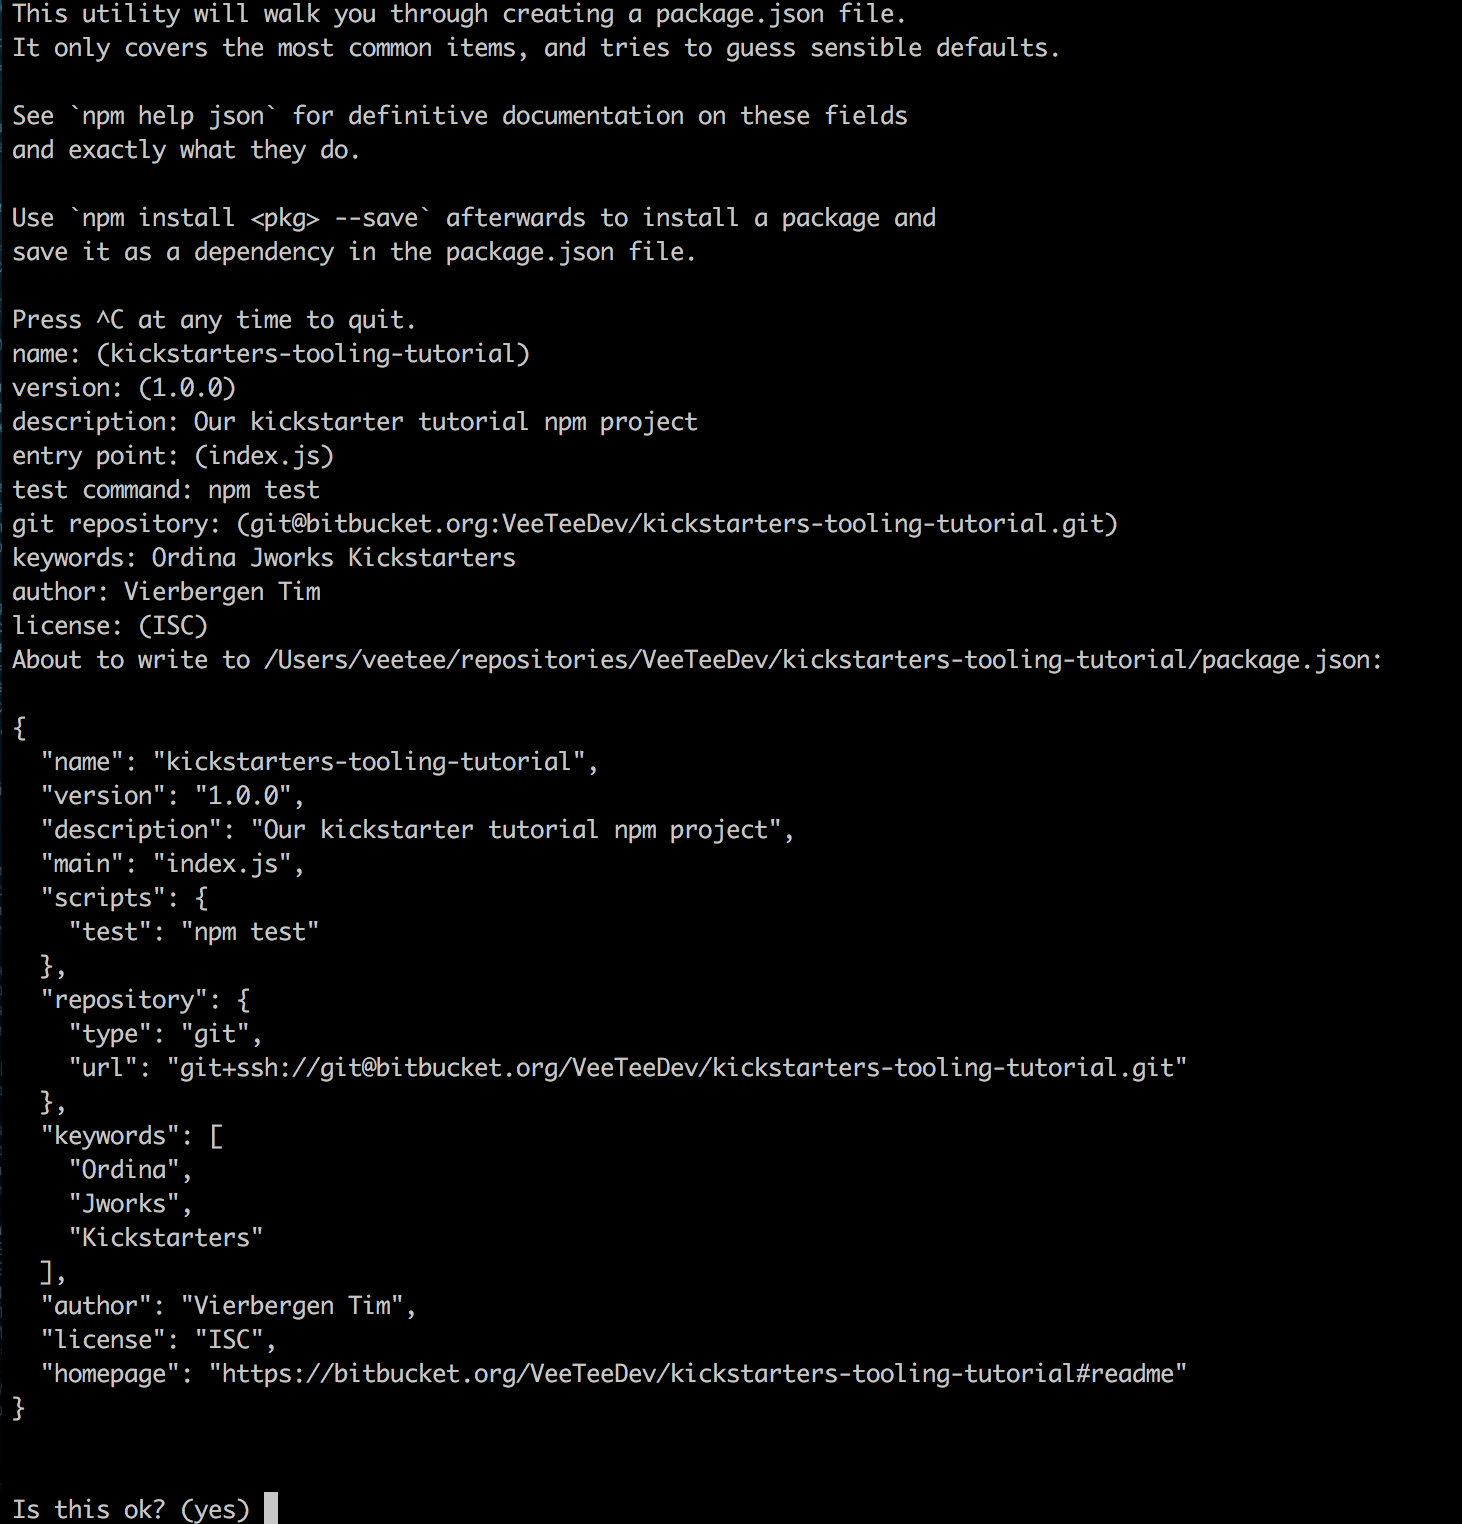 This utility will walk you through creating a package.json file.
It only covers the most common items, and tries to guess sensible defaults.

See `npm help json` for definitive documentation on these fields
and exactly what they do.

Use `npm install <pkg> --save` afterwards to install a package and
save it as a dependency in the package.json file.

Press ^C at any time to quit.
name: (kickstarters-tooling-tutorial)
version: (1.0.0)
description: Our kickstarter tutorial npm project
entry point: (index.js)
test command: npm test
git repository: (git@bitbucket.org:VeeTeeDev/kickstarters-tooling-tutorial.git)
keywords: Ordina Jworks Kickstarters
author: Vierbergen Tim
license: (ISC)
About to write to /Users/veetee/repositories/VeeTeeDev/kickstarters-tooling-tutorial/package.json:

{
  "name": "kickstarters-tooling-tutorial",
  "version": "1.0.0",
  "description": "Our kickstarter tutorial npm project",
  "main": "index.js",
  "scripts": {
    "test": "npm test"
  },
  "repository": {
    "type": "git",
    "url": "git+ssh://git@bitbucket.org/VeeTeeDev/kickstarters-tooling-tutorial.git"
  },
  "keywords": [
    "Ordina",
    "Jworks",
    "Kickstarters"
  ],
  "author": "Vierbergen Tim",
  "license": "ISC",
  "homepage": "https://bitbucket.org/VeeTeeDev/kickstarters-tooling-tutorial#readme"
}

Is this ok? (yes)